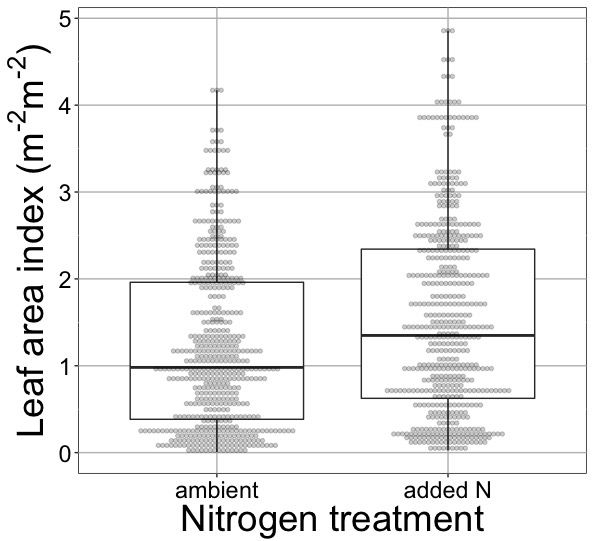 5
4
3
2
1
0
Leaf area index (m⁻²m⁻²)
ambient
added N
Nitrogen treatment